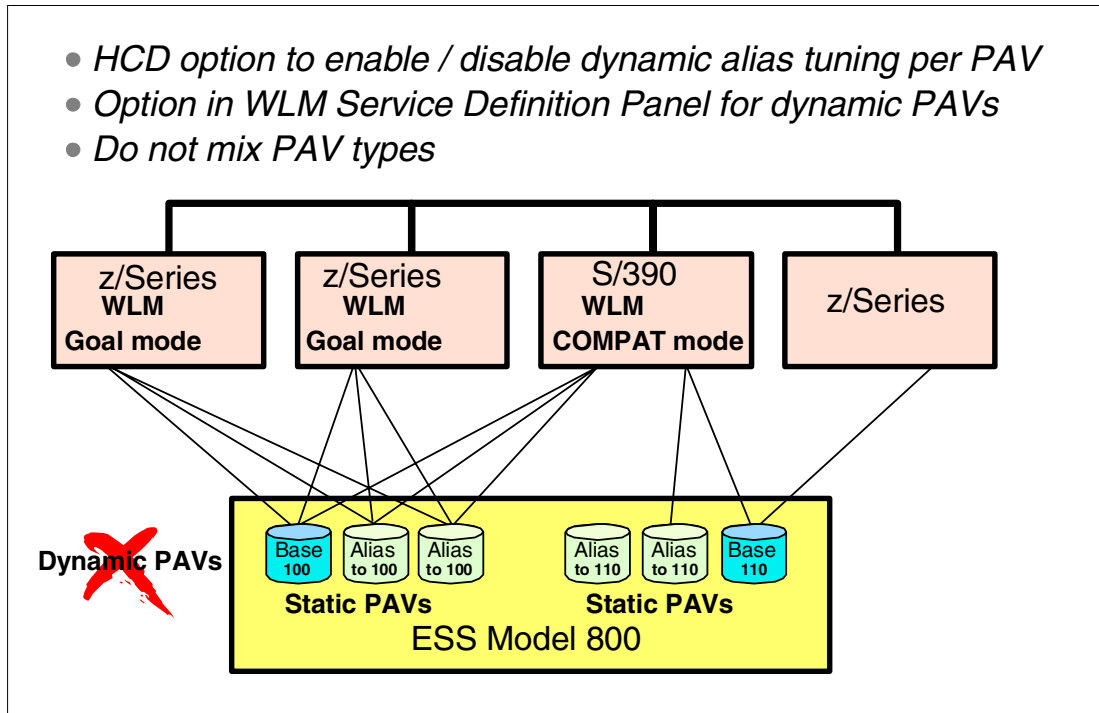 HCD option to enable / disable dynamic alias tuning per PAV
Option in WLM Service Definition Panel for dynamic PAVs
Do not mix PAV types
z/Series
WLM
Goal mode
z/Series
WLM
Goal mode
S/390
WLM
COMPAT mode
z/Series
Dynamic PAVs
Base
100
Alias
to 100
Alias
to 100
Static PAVs
Alias
to 110
Alias
to 110
Base
110
Static PAVs
ESS Model 800